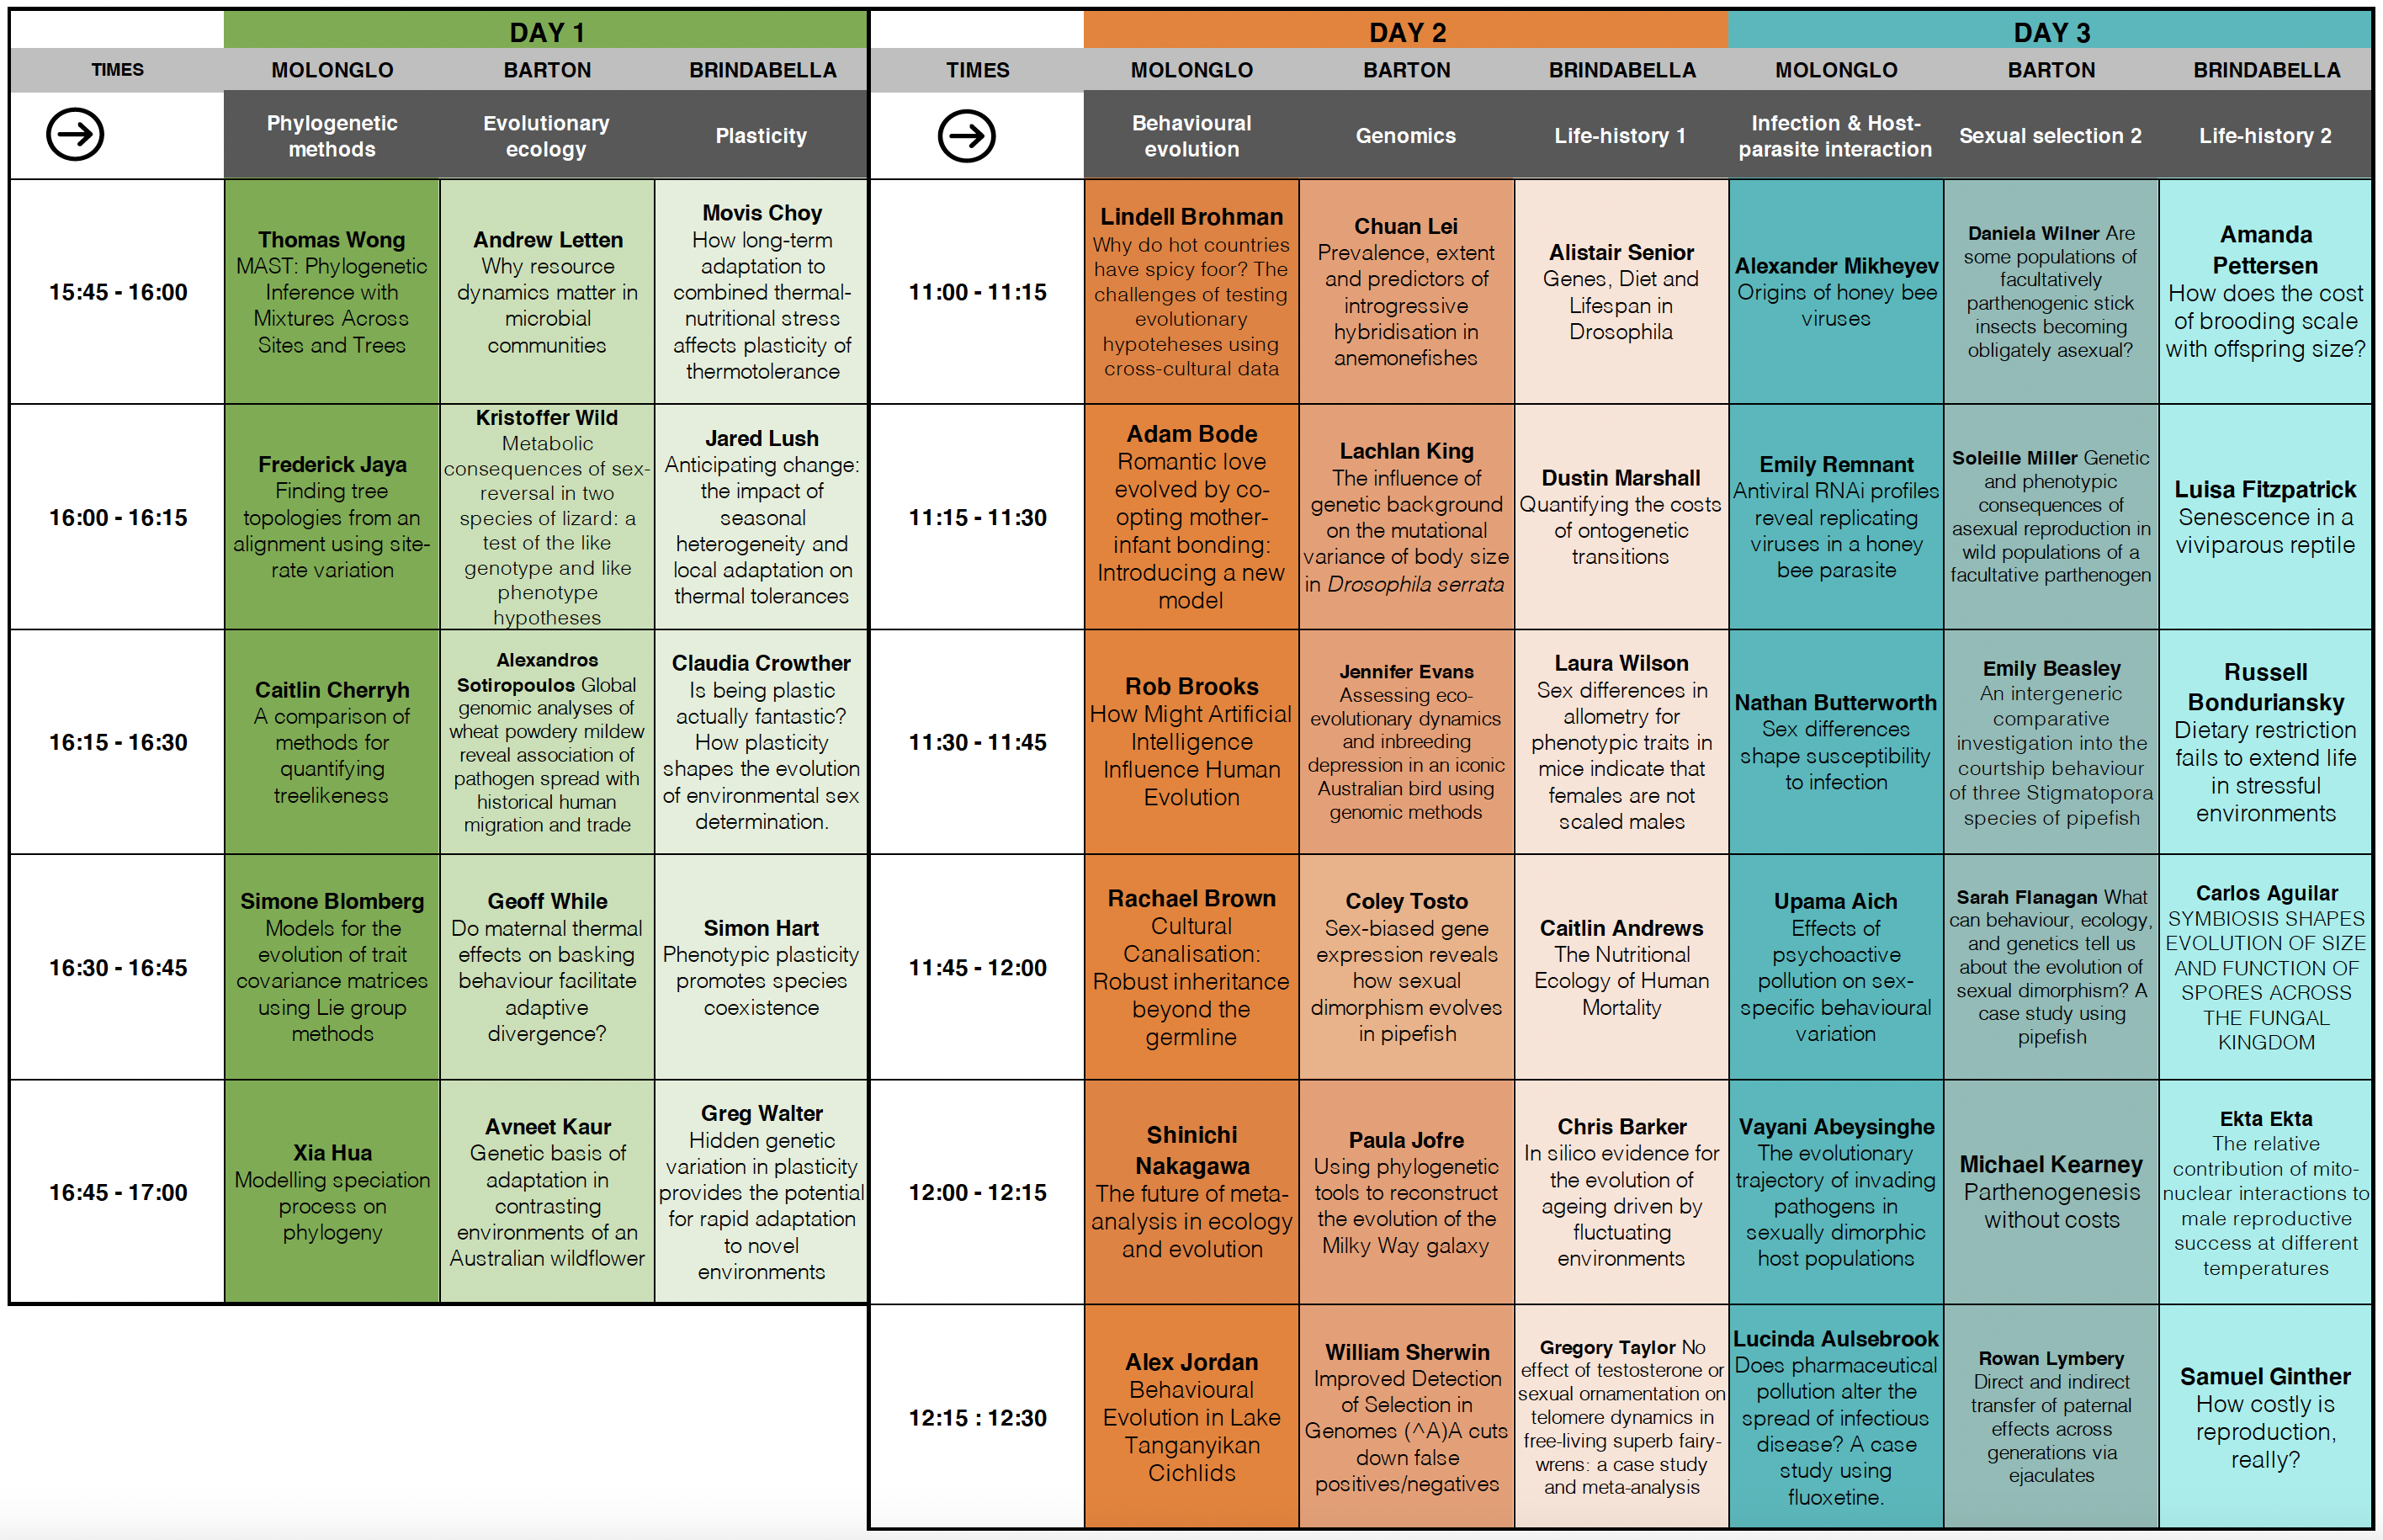 DAY 1
DAY 2
DAY 3
TIMES
MOLONGLO
BARTON
BRINDABELLA
TIMES
MOLONGLO
BARTON
BRINDABELLA
MOLONGLO
BARTON
BRINDABELLA
Phylogenetic
methods
Evolutionary
ecology
Plasticity
Behavioural
evolution
Genomics
Life-history 1
Infection & Host-
parasite interaction
Sexual selection 2
Life-history 2
15:45 - 16:00
Thomas Wong
MAST: Phylogenetic
Inference with
Mixtures Across
Sites and Trees
Andrew Letten
Why resource
dynamics matter in
microbial
communities
Movis Choy
How long-term
adaptation to
combined thermal-
nutritional stress
affects plasticity of
thermotolerance
11:00 - 11:15
Lindell Brohman
Why do hot countries
have spicy foor? The
challenges of testing
evolutionary
hypoteheses using
cross-cultural data
Chuan Lei
Prevalence, extent
and predictors of
introgressive
hybridisation in
anemonefishes
Alistair Senior
Genes, Diet and
Lifespan in
Drosophila
Alexander Mikheyev
Origins of honey bee
viruses
Daniela Wilner Are
some populations of
facultatively
parthenogenic stick
insects becoming
obligately asexual?
Amanda
Pettersen
How does the cost
of brooding scale
with offspring size?
16:00 - 16:15
Frederick Jaya
Finding tree
topologies from an
alignment using site-
rate variation
Kristoffer Wild
Metabolic
consequences of sex-
reversal in two
species of lizard: a
test of the like
genotype and like
phenotype
hypotheses
Jared Lush
Anticipating change:
the impact of
seasonal
heterogeneity and
local adaptation on
thermal tolerances
11:15 - 11:30
Adam Bode
Romantic love
evolved by co-
opting mother-
infant bonding:
Introducing a new
model
Lachlan King
The influence of
genetic background
on the mutational
variance of body size
in Drosophila serrata
Dustin Marshall
Quantifying the costs
of ontogenetic
transitions
Emily Remnant
Antiviral RNAi profiles
reveal replicating
viruses in a honey
bee parasite
Soleille Miller Genetic
and phenotypic
consequences of
asexual reproduction in
wild populations of a
facultative parthenogen
Luisa Fitzpatrick
Senescence in a
viviparous reptile
16:15 - 16:30
Caitlin Cherryh
A comparison of
methods for
quantifying
treelikeness
Alexandros
Sotiropoulos Global
genomic analyses of
wheat powdery mildew
reveal association of
pathogen spread with
historical human
migration and trade
Claudia Crowther
Is being plastic
actually fantastic?
How plasticity
shapes the evolution
of environmental sex
determination.
11:30 - 11:45
Rob Brooks
How Might Artificial
Intelligence
Influence Human
Evolution
Jennifer Evans
Assessing eco-
evolutionary dynamics
and inbreeding
depression in an iconic
Australian bird using
genomic methods
Laura Wilson
Sex differences in
allometry for
phenotypic traits in
mice indicate that
females are not
scaled males
Nathan Butterworth
Sex differences
shape susceptibility
to infection
Emily Beasley
An intergeneric
comparative
investigation into the
courtship behaviour
of three Stigmatopora
species of pipefish
Russell
Bonduriansky
Dietary restriction
fails to extend life
in stressful
environments
16:30 - 16:45
Simone Blomberg
Models for the
evolution of trait
covariance matrices
using Lie group
methods
Geoff While
Do maternal thermal
effects on basking
behaviour facilitate
adaptive
divergence?
Simon Hart
Phenotypic plasticity
promotes species
coexistence
11:45 - 12:00
Rachael Brown
Cultural
Canalisation:
Robust inheritance
beyond the
germline
Coley Tosto
Sex-biased gene
expression reveals
how sexual
dimorphism evolves
in pipefish
Caitlin Andrews
The Nutritional
Ecology of Human
Mortality
Upama Aich
Effects of
psychoactive
pollution on sex-
specific behavioural
variation
Sarah Flanagan What
can behaviour, ecology,
and genetics tell us
about the evolution of
sexual dimorphism? A
case study using
pipefish
Carlos Aguilar
SYMBIOSIS SHAPES
EVOLUTION OF SIZE
AND FUNCTION OF
SPORES ACROSS
THE FUNGAL
KINGDOM
16:45 - 17:00
Xia Hua
Modelling speciation
process on
phylogeny
Avneet Kaur
Genetic basis of
adaptation in
contrasting
environments of an
Australian wildflower
Greg Walter
Hidden genetic
variation in plasticity
provides the potential
for rapid adaptation
to novel
environments
12:00 - 12:15
Shinichi
Nakagawa
The future of meta-
analysis in ecology
and evolution
Paula Jofre
Using phylogenetic
tools to reconstruct
the evolution of the
Milky Way galaxy
Chris Barker
In silico evidence for
the evolution of
ageing driven by
fluctuating
environments
Vayani Abeysinghe
The evolutionary
trajectory of invading
pathogens in
sexually dimorphic
host populations
Michael Kearney
Parthenogenesis
without costs
Ekta Ekta
The relative
contribution of mito-
nuclear interactions to
male reproductive
success at different
temperatures
12:15 : 12:30
Alex Jordan
Behavioural
Evolution in Lake
Tanganyikan
Cichlids
William Sherwin
Improved Detection
of Selection in
Genomes (^A)A cuts
down false
positives/negatives
Gregory Taylor No
effect of testosterone or
sexual ornamentation on
telomere dynamics in
free-living superb fairy-
wrens: a case study
and meta-analysis
Lucinda Aulsebrook
Does pharmaceutical
pollution alter the
spread of infectious
disease? A case
study using
fluoxetine.
Rowan Lymbery
Direct and indirect
transfer of paternal
effects across
generations via
ejaculates
Samuel Ginther
How costly is
reproduction,
really?